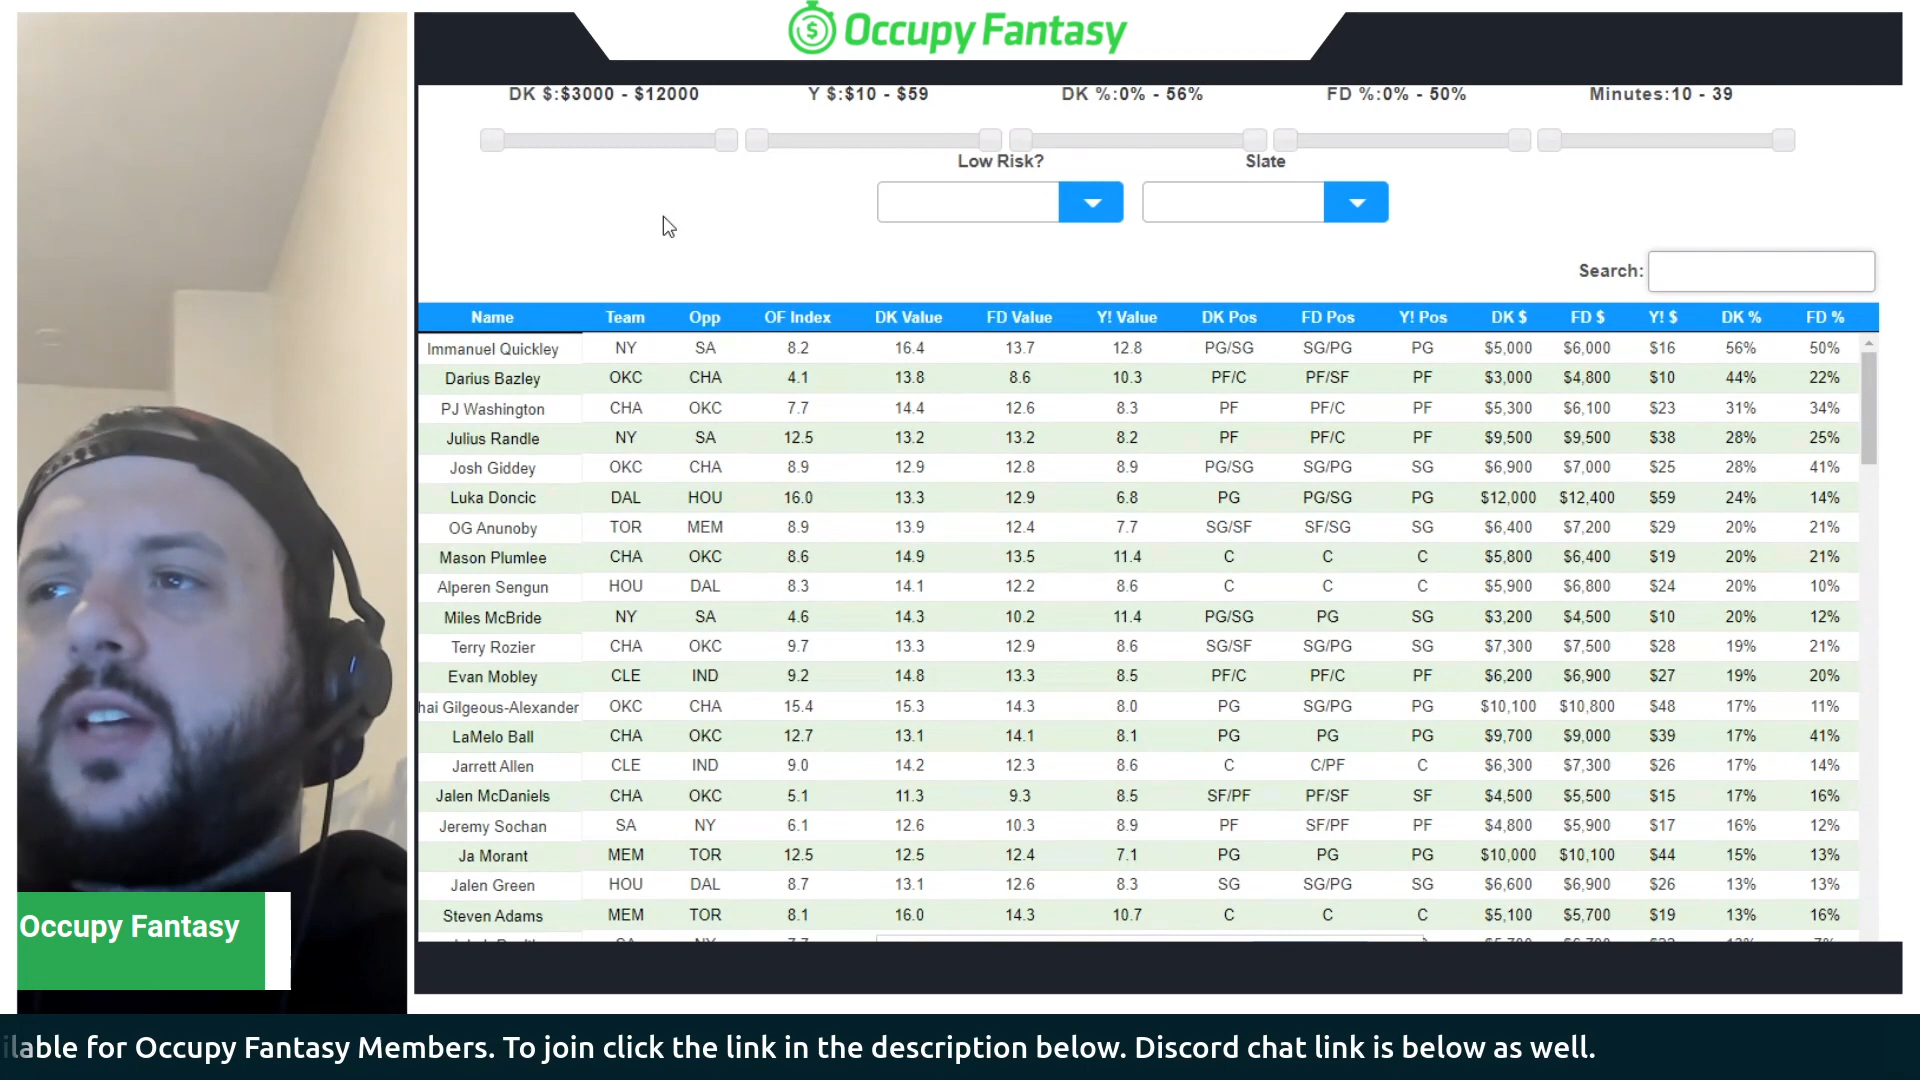 Occupy Fantasy
DK $:$3000 - $12000 Y $:$10 - $59 DK %:0% - 56% FD %:0% - 50% Minutes:10 - 39
Low Risk? Slate
Search:
Name Team Opp OF Index DK Value FD Value Y! Value DK Pos FD Pos Y! Pos DK $ FD $ Y! $ DK % FD %
Immanuel Quickley NY SA 8.2 16.4 13.7 12.8 PG/SG SG/PG PG $5,000 $6,000 $16 56% 50%
Darius Bazley OKC CHA 4.1 13.8 8.6 10.3 PF/C PF/SF PF $3,000 $4,800 $10 44% 22%
PJ Washington CHA OKC 7.7 14.4 12.6 8.3 PF PF/C PF $5,300 $6,100 $23 31% 34%
Julius Randle NY SA 12.5 13.2 13.2 8.2 PF PF/C PF $9,500 $9,500 $38 28% 25%
Josh Giddey OKC CHA 8.9 12.9 12.8 8.9 PG/SG SG/PG SG $6,900 $7,000 $25 28% 41%
Luka Doncic DAL HOU 16.0 13.3 12.9 6.8 PG PG/SG PG $12,000 $12,400 $59 24% 14%
OG Anunoby TOR MEM 8.9 13.9 12.4 7.7 SG/SF SF/SG SG $6,400 $7,200 $29 20% 21%
Mason Plumlee CHA OKC 8.6 14.9 13.5 11.4 C C C $5,800 $6,400 $19 20% 21%
Alperen Sengun HOU DAL 8.3 14.1 12.2 8.6 C C C $5,900 $6,800 $24 20% 10%
Miles McBride NY SA 4.6 14.3 10.2 11.4 PG/SG PG SG $3,200 $4,500 $10 20% 12%
Terry Rozier CHA OKC 9.7 13.3 12.9 8.6 SG/SF SG/PG SG $7,300 $7,500 $28 19% 21%
Evan Mobley CLE IND 9.2 14.8 13.3 8.5 PF/C PF/C PF $6,200 $6,900 $27 19% 20%
hai Gilgeous-Alexander OKC CHA 15.4 15.3 14.3 8.0 PG SG/PG PG $10,100 $10,800 $48 17% 11%
LaMelo Ball CHA OKC 12.7 13.1 14.1 8.1 PG PG PG $9,700 $9,000 $39 17% 41%
Jarrett Allen CLE IND 9.0 14.2 12.3 8.6 C C/PF C $6,300 $7,300 $26 17% 14%
Jalen McDaniels CHA OKC 5.1 11.3 9.3 8.5 SF/PF PF/SF SF $4,500 $5,500 $15 17% 16%
Jeremy Sochan SA NY 6.1 12.6 10.3 8.9 PF SF/PF PF $4,800 $5,900 $17 16% 12%
Ja Morant MEM TOR 12.5 12.5 12.4 7.1 PG PG PG $10,000 $10,100 $44 15% 13%
Jalen Green HOU DAL 8.7 13.1 12.6 8.3 SG SG/PG SG $6,600 $6,900 $26 13% 13%
Steven Adams MEM TOR 8.1 16.0 14.3 10.7 C C C $5,100 $5,700 $19 13% 16%
Occupy Fantasy
ilable for Occupy Fantasy Members. To join click the link in the description below. Discord chat link is below as well.